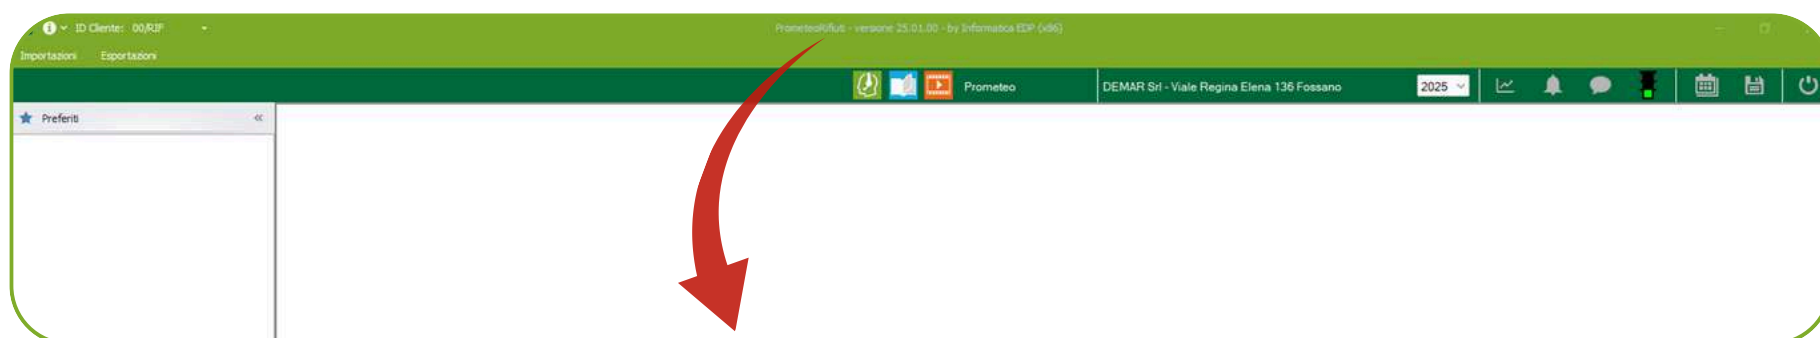 ID Cliente: 00/RIF
PrometeoRifiuti - versione 25.01.00 - by Informatica EDP (x86)
Importazioni Esportazioni
Prometeo DEMAR Srl - Viale Regina Elena 136 Fossano 2025
Preferiti